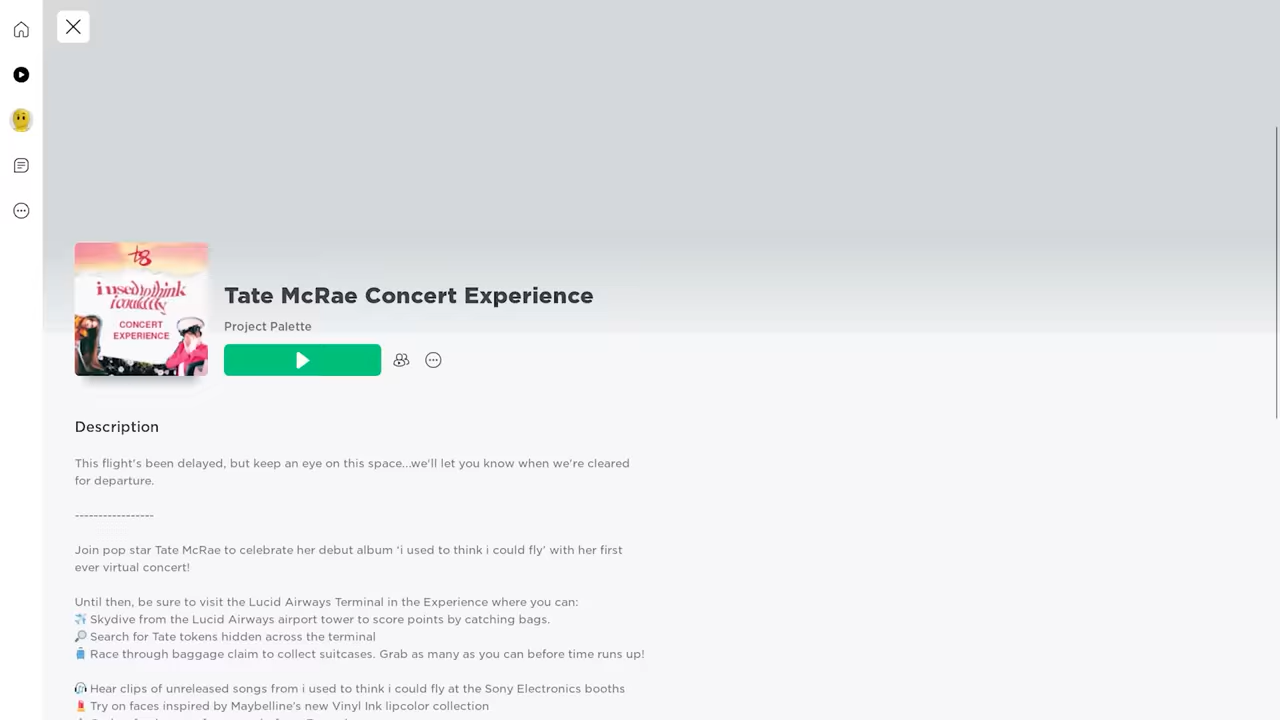 t8
i used to think
i could fly
CONCERT
EXPERIENCE
Tate McRae Concert Experience
Project Palette
Description
This flight's been delayed, but keep an eye on this space...we'll let you know when we're cleared
for departure.
-----------------
Join pop star Tate McRae to celebrate her debut album ‘i used to think i could fly’ with her first
ever virtual concert!
Until then, be sure to visit the Lucid Airways Terminal in the Experience where you can:
✈️ Skydive from the Lucid Airways airport tower to score points by catching bags.
🔎 Search for Tate tokens hidden across the terminal
🧳 Race through baggage claim to collect suitcases. Grab as many as you can before time runs up!
🎧 Hear clips of unreleased songs from i used to think i could fly at the Sony Electronics booths
💄 Try on faces inspired by Maybelline’s new Vinyl Ink lipcolor collection